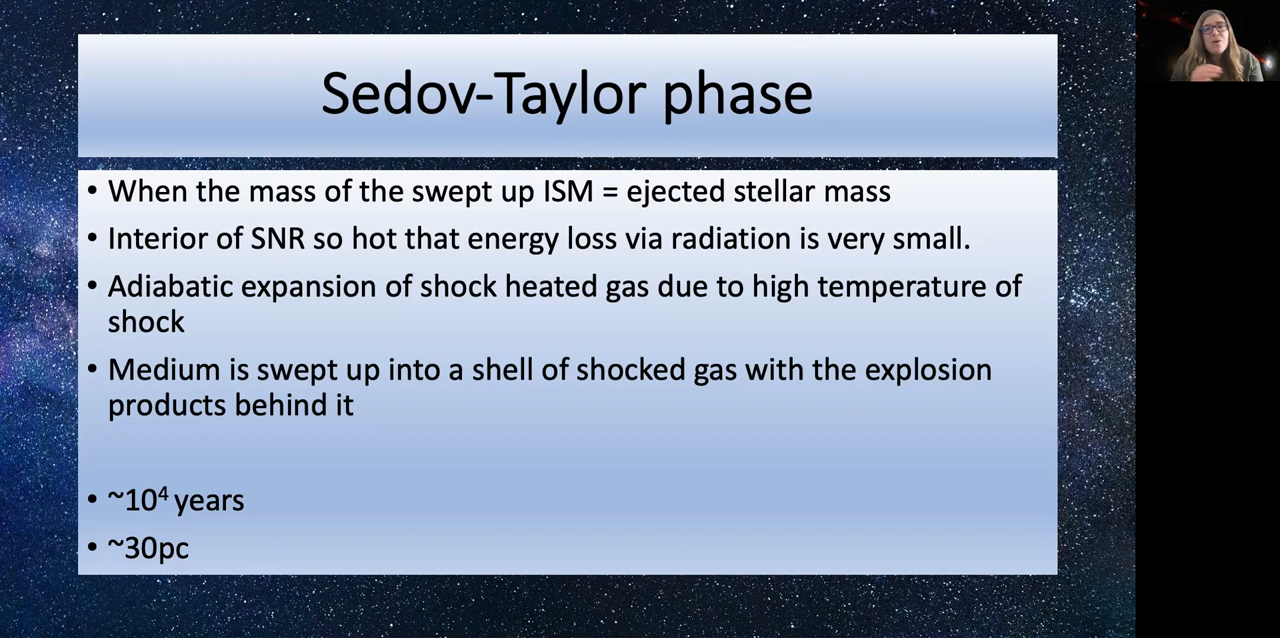 Sedov-Taylor phase
• When the mass of the swept up ISM = ejected stellar mass
• Interior of SNR so hot that energy loss via radiation is very small.
• Adiabatic expansion of shock heated gas due to high temperature of
shock
• Medium is swept up into a shell of shocked gas with the explosion
products behind it
• ~10⁴ years
• ~30pc